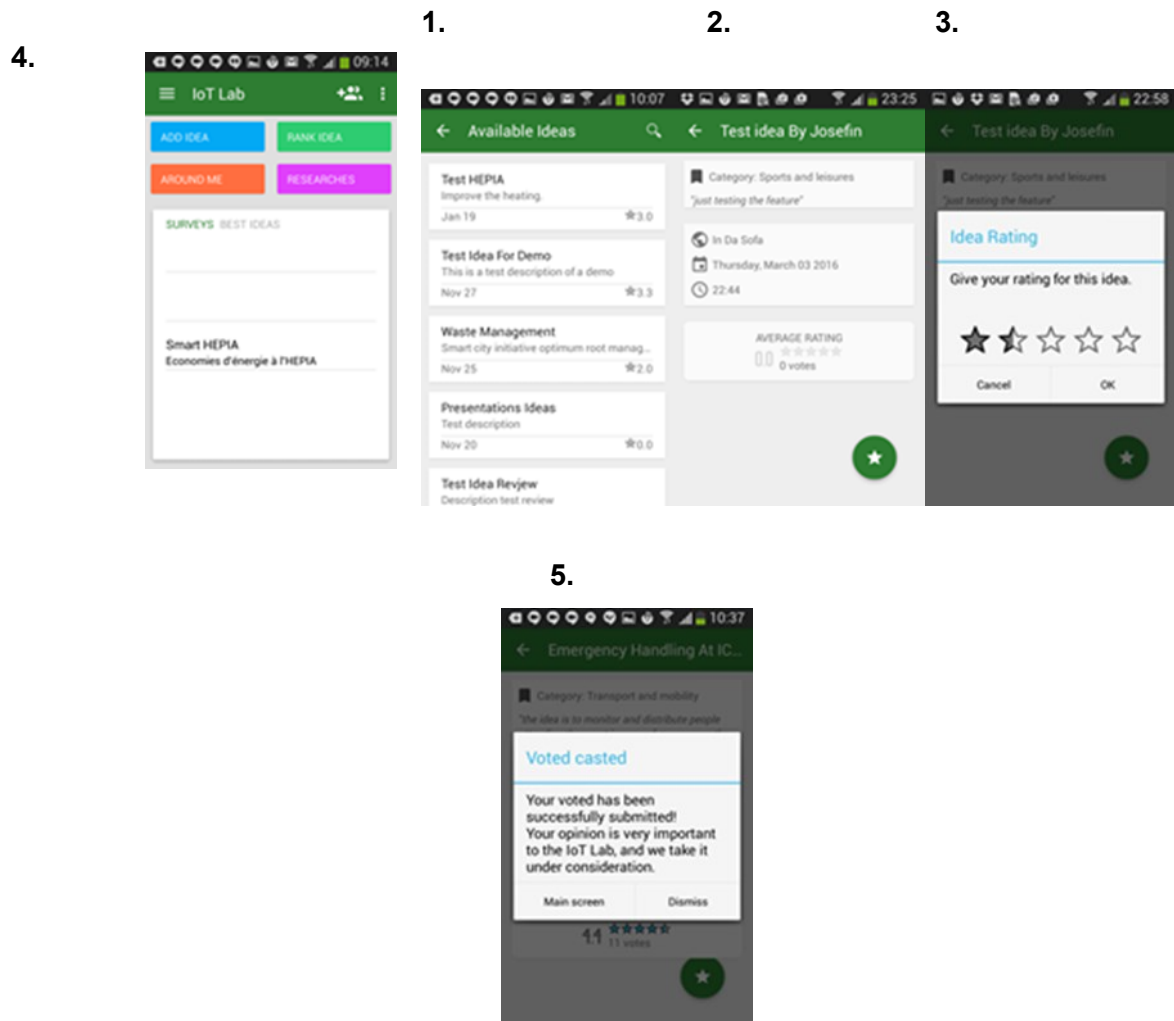 1.
2.
3.
4.
09:14
IoT Lab
ADD IDEA
RANK IDEA
AROUND ME
RESEARCHES
SURVEYS BEST IDEAS
Smart HEPIA
Economies d'énergie à l'HEPIA
10:07
Available Ideas
Test HEPIA
Improve the heating.
Jan 19
3.0
Test Idea For Demo
This is a test description of a demo
Nov 27
3.3
Waste Management
Smart city initiative optimum root manag...
Nov 25
2.0
Presentations Ideas
Test description
Nov 20
0.0
Test Idea Revjew
Description test review
23:25
Test idea By Josefin
Category: Sports and leisures
"just testing the feature"
In Da Sofa
Thursday, March 03 2016
22:44
AVERAGE RATING
0.0
0 votes
22:58
Test idea By Josefin
Category: Sports and leisures
"just testing the feature"
Idea Rating
Give your rating for this idea.
Cancel
OK
5.
10:37
Emergency Handling At IC...
Category: Transport and mobility
"the idea is to monitor and distribute people
Voted casted
Your voted has been
successfully submitted!
Your opinion is very important
to the IoT Lab, and we take it
under consideration.
Main screen
Dismiss
11 votes